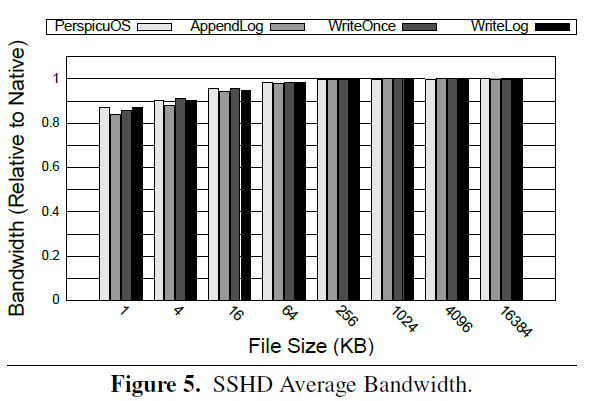 PerspicuOS AppendLog WriteOnce WriteLog
Bandwidth (Relative to Native)
1
0.8
0.6
0.4
0.2
0
1 4 16 64 256 1024 4096 16384
File Size (KB)
Figure 5. SSHD Average Bandwidth.